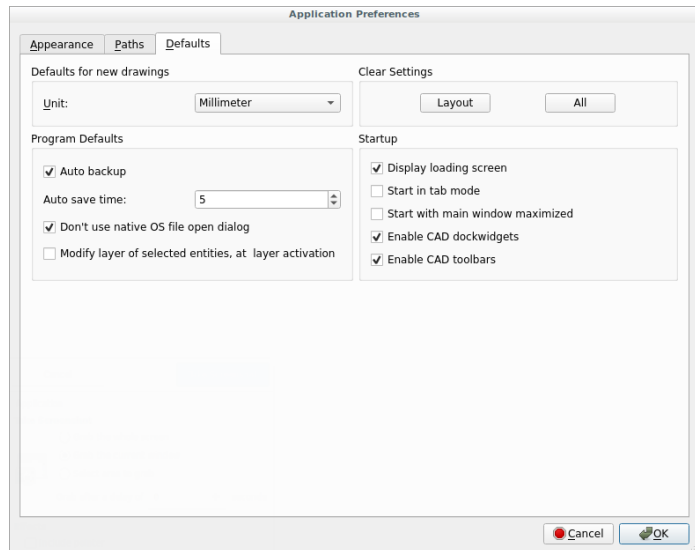 Application Preferences
Appearance Paths Defaults
Defaults for new drawings
Unit: Millimeter
Clear Settings
Layout All
Program Defaults
Auto backup
Auto save time: 5
Don't use native OS file open dialog
Modify layer of selected entities, at layer activation
Startup
Display loading screen
Start in tab mode
Start with main window maximized
Enable CAD dockwidgets
Enable CAD toolbars
Cancel OK